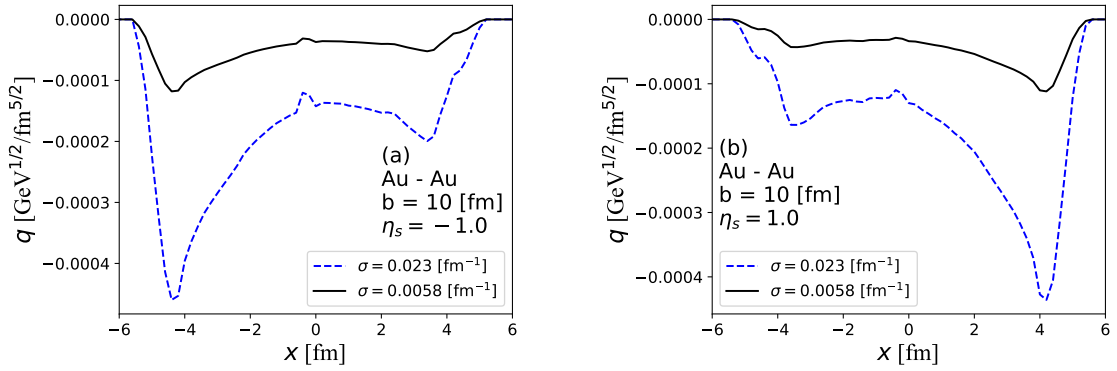 0.0000
−0.0001
−0.0002
−0.0003
−0.0004
q [GeV^{1/2}/fm^{5/2}]
(a)
Au - Au
b = 10 [fm]
η_s = −1.0
σ = 0.023 [fm^{−1}]
σ = 0.0058 [fm^{−1}]
−6 −4 −2 0 2 4 6
x [fm]
0.0000
−0.0001
−0.0002
−0.0003
−0.0004
q [GeV^{1/2}/fm^{5/2}]
(b)
Au - Au
b = 10 [fm]
η_s = 1.0
σ = 0.023 [fm^{−1}]
σ = 0.0058 [fm^{−1}]
−6 −4 −2 0 2 4 6
x [fm]